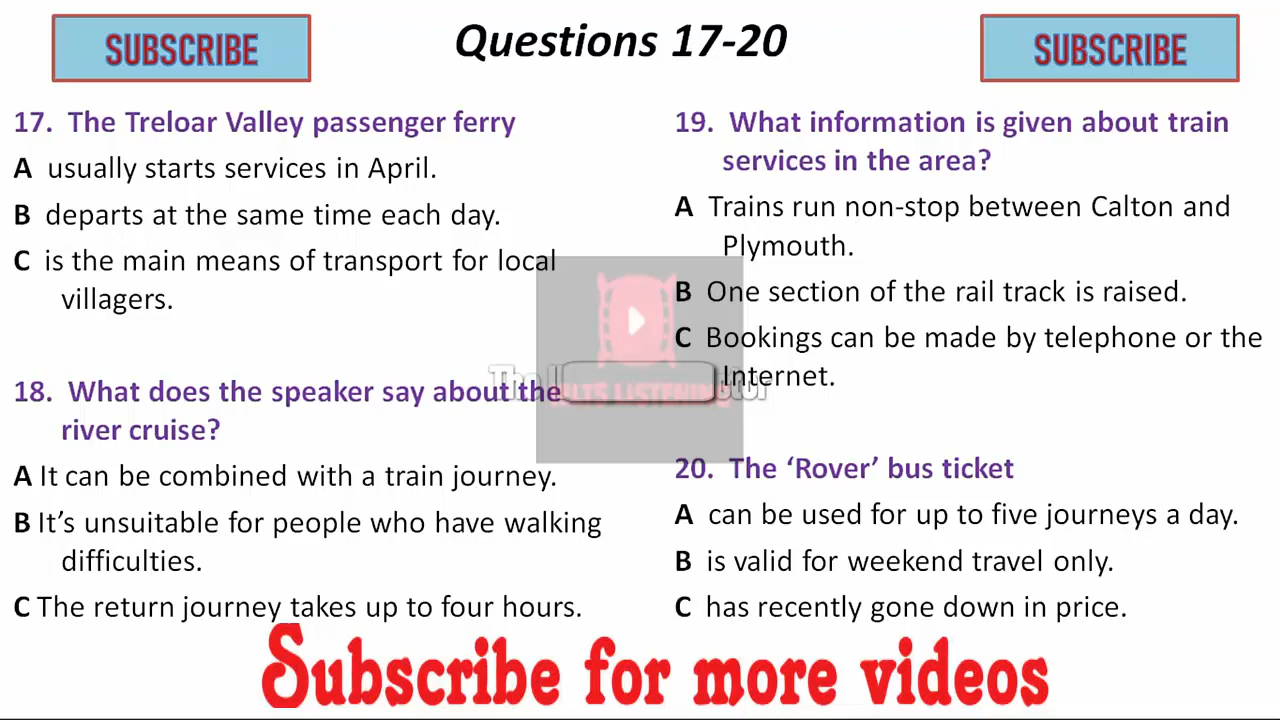 SUBSCRIBE
Questions 17-20
SUBSCRIBE
17. The Treloar Valley passenger ferry
A usually starts services in April.
B departs at the same time each day.
C is the main means of transport for local
villagers.
18. What does the speaker say about the
river cruise?
A It can be combined with a train journey.
B It’s unsuitable for people who have walking
difficulties.
C The return journey takes up to four hours.
19. What information is given about train
services in the area?
A Trains run non-stop between Calton and
Plymouth.
B One section of the rail track is raised.
C Bookings can be made by telephone or the
Internet.
20. The ‘Rover’ bus ticket
A can be used for up to five journeys a day.
B is valid for weekend travel only.
C has recently gone down in price.
The
IELTS LISTENING
Subscribe for more videos